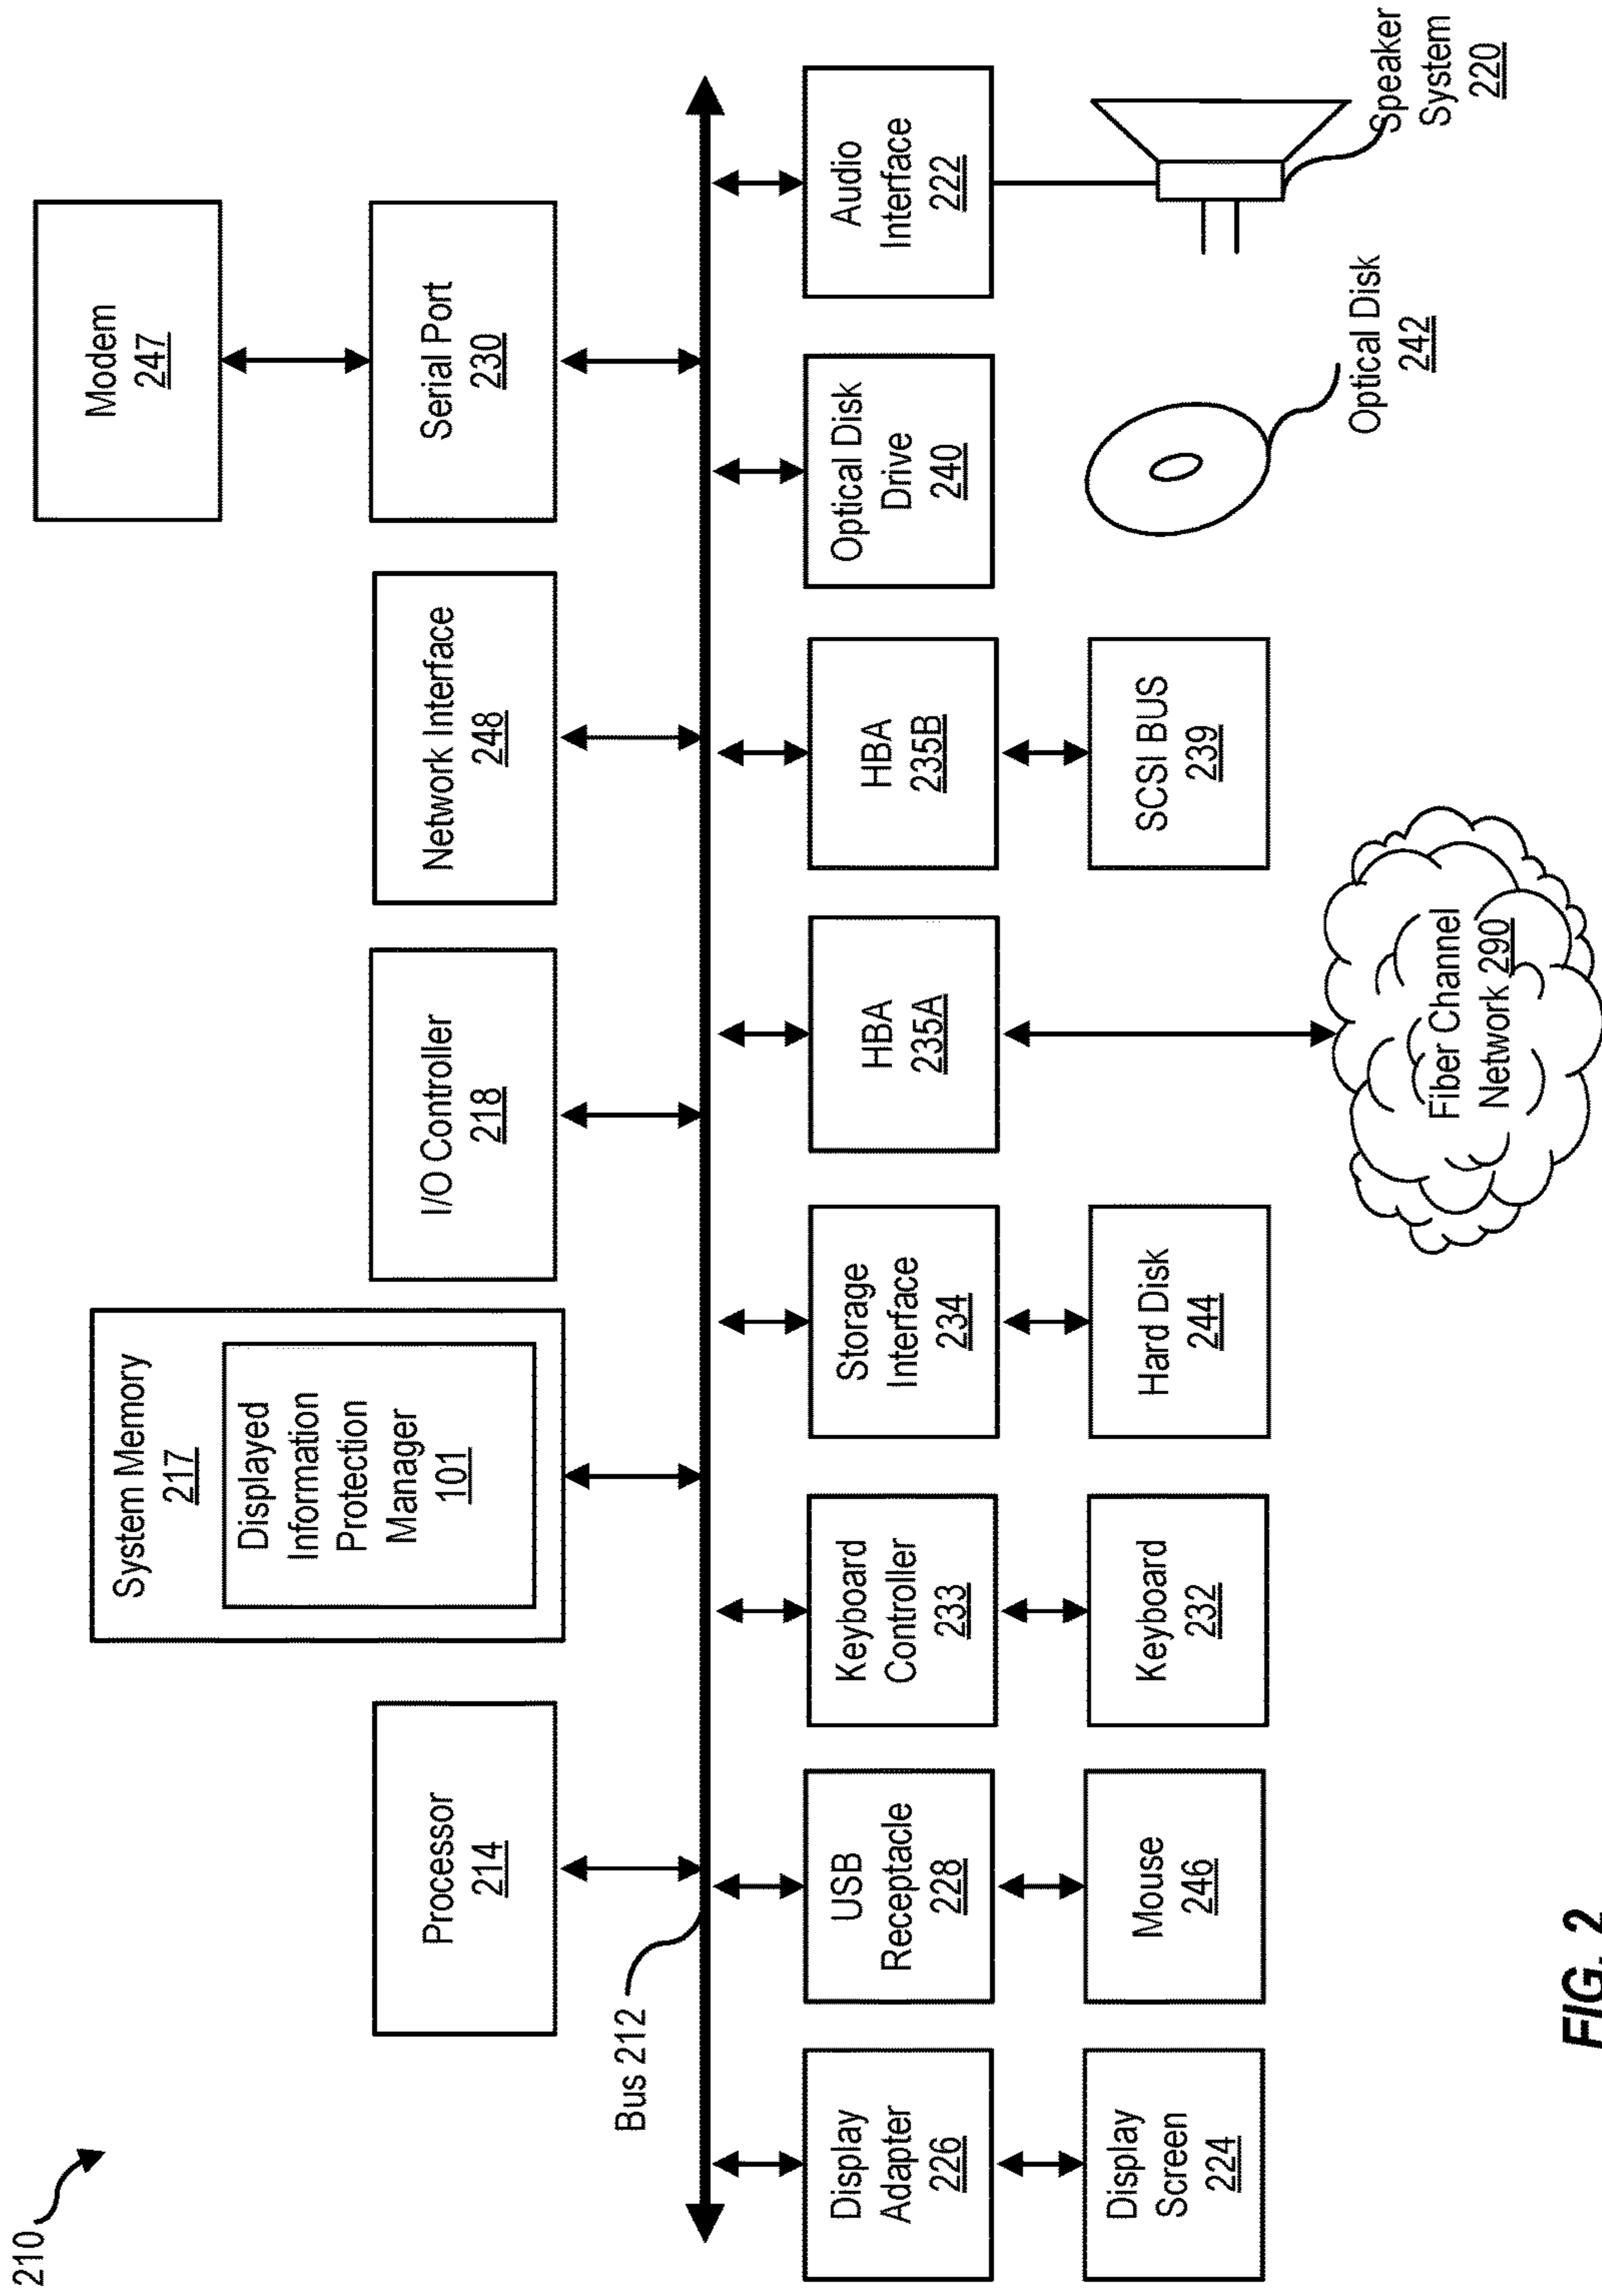 210
System Memory
217
Displayed
Information
Protection
Manager
101
Modem
247
Processor
214
I/O Controller
218
Network Interface
248
Serial Port
230
Bus 212
Display
Adapter
226
USB
Receptacle
228
Keyboard
Controller
233
Storage
Interface
234
HBA
235A
HBA
235B
Optical Disk
Drive
240
Audio
Interface
222
Display
Screen
224
Mouse
246
Keyboard
232
Hard Disk
244
SCSI BUS
239
Fiber Channel
Network 290
Optical Disk
242
Speaker
System
220
FIG. 2